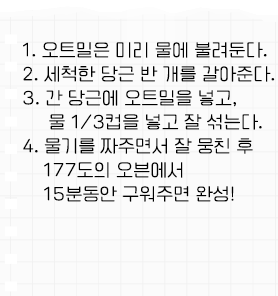 1. 오트밀은 미리 물에 불려둔다.
2. 세척한 당근 반 개를 갈아준다.
3. 간 당근에 오트밀을 넣고,
물 1/3컵을 넣고 잘 섞는다.
4. 물기를 짜주면서 잘 뭉친 후
177도의 오븐에서
15분동안 구워주면 완성!